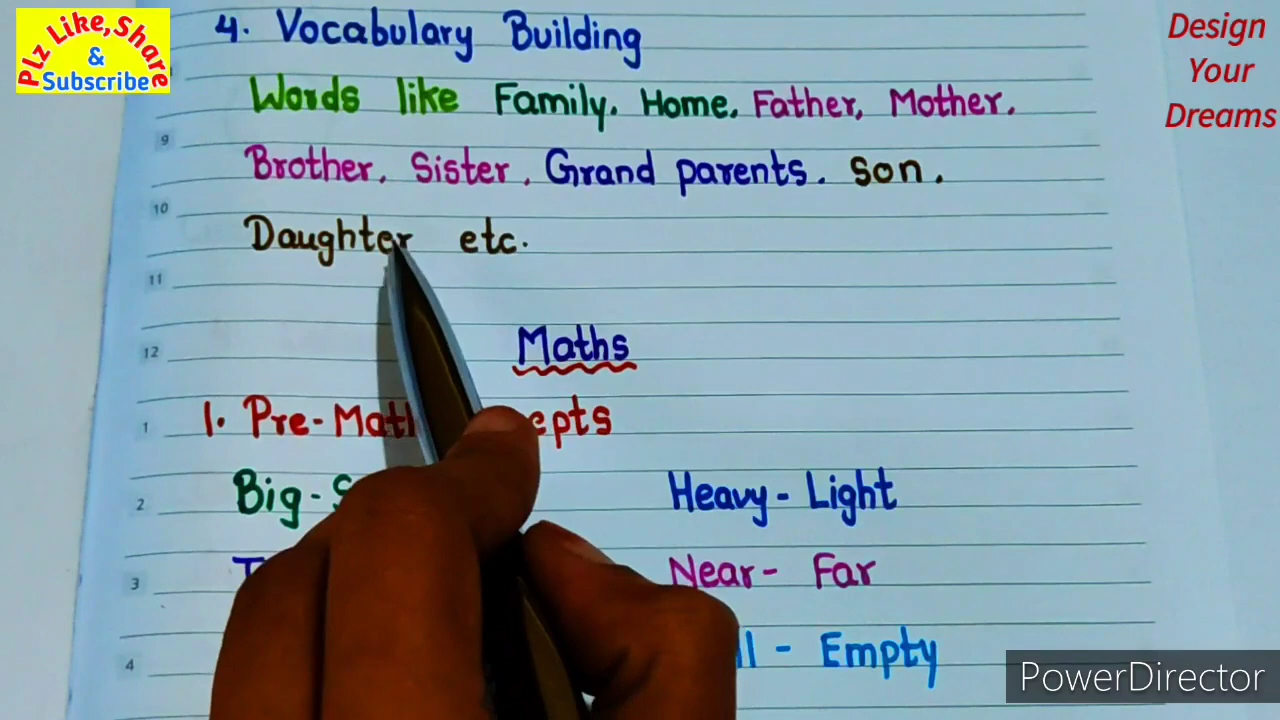 Plz Like, Share
&
Subscribe
Design
Your
Dreams
4. Vocabulary Building
Words like Family, Home, Father, Mother,
Brother, Sister, Grand parents, Son,
Daughter etc.
Maths
1. Pre-Math epts
Big-S Heavy- Light
Near- Far
ll - Empty
9
10
11
12
1
2
3
4
PowerDirector